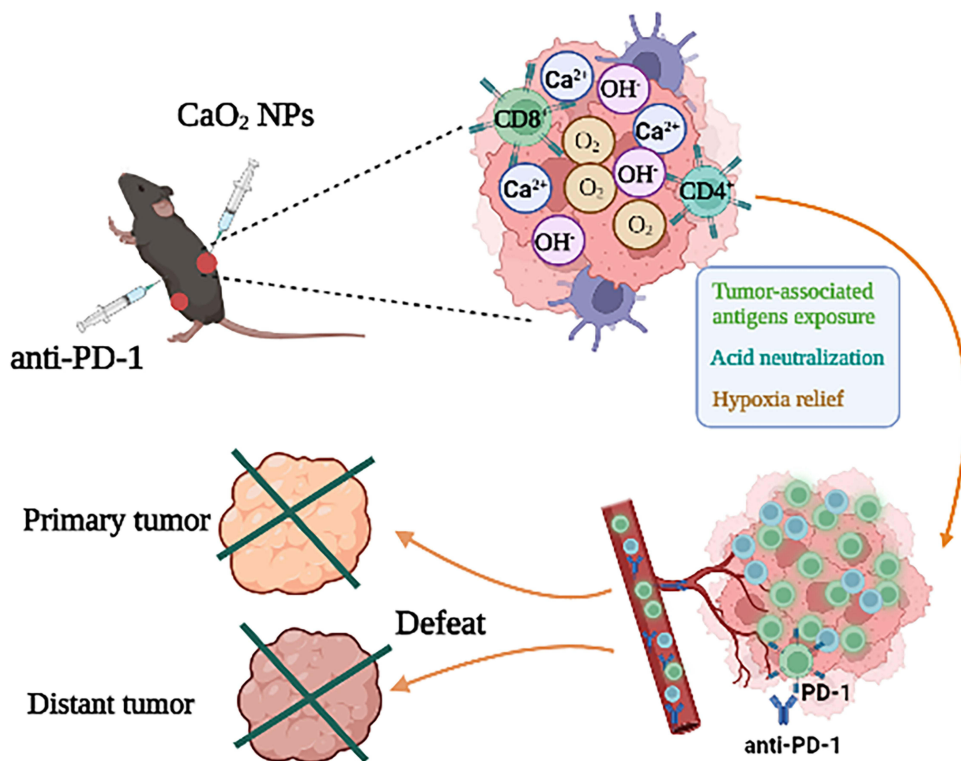 CaO₂ NPs
anti-PD-1
Ca²⁺
OH⁻
CD8⁺
O₂
Ca²⁺
Ca²⁺
O₂
OH⁻
CD4⁺
OH⁻
O₂
Tumor-associated
antigens exposure
Acid neutralization
Hypoxia relief
Primary tumor
Defeat
Distant tumor
PD-1
anti-PD-1